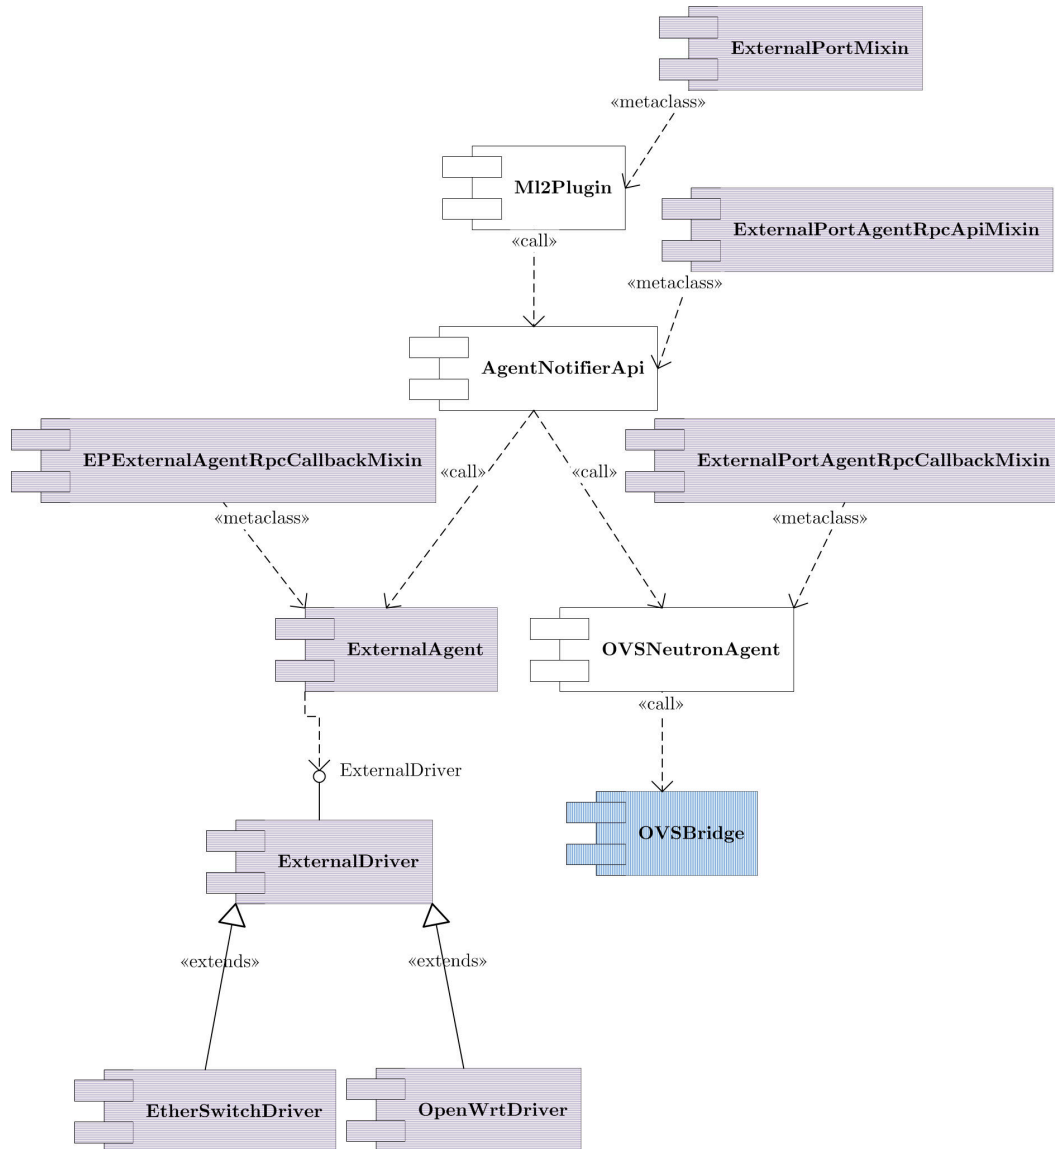 ExternalPortMixin
«metaclass»
Ml2Plugin
ExternalPortAgentRpcApiMixin
«call»
«metaclass»
AgentNotifierApi
EPExternalAgentRpcCallbackMixin
«call»
«call»
ExternalPortAgentRpcCallbackMixin
«metaclass»
«metaclass»
ExternalAgent
OVSNeutronAgent
«call»
ExternalDriver
OVSBridge
ExternalDriver
«extends»
«extends»
EtherSwitchDriver
OpenWrtDriver